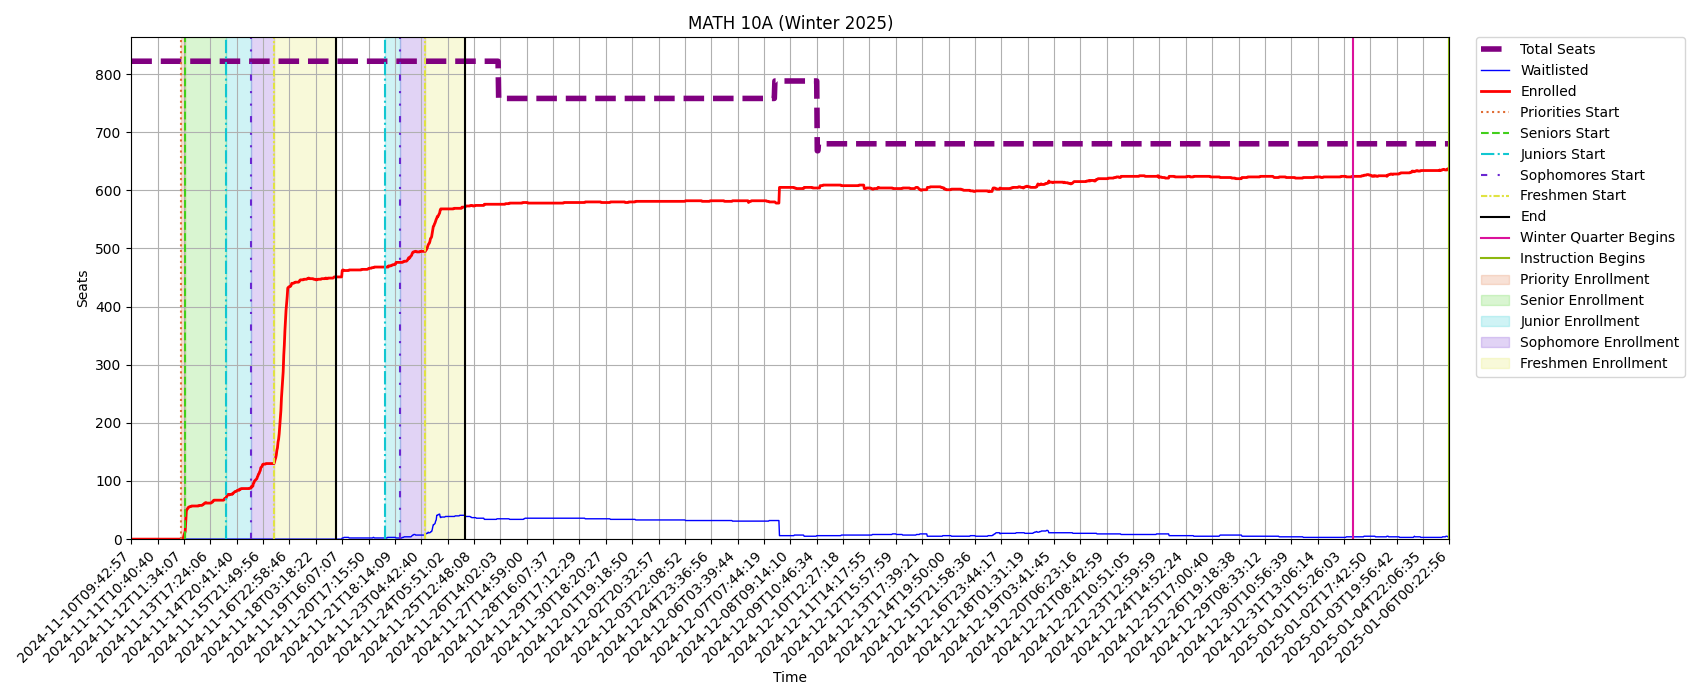 MATH 10A (Winter 2025)
Seats
800
700
600
500
400
300
200
100
0
2024-11-10T09:42:57
2024-11-11T10:40:40
2024-11-12T11:34:07
2024-11-13T17:24:06
2024-11-14T20:41:40
2024-11-15T21:49:56
2024-11-16T22:58:46
2024-11-18T03:18:22
2024-11-19T16:07:07
2024-11-20T17:15:50
2024-11-21T18:14:09
2024-11-23T04:42:40
2024-11-24T05:51:02
2024-11-25T12:48:08
2024-11-26T14:02:03
2024-11-27T14:59:00
2024-11-28T16:07:37
2024-11-29T17:12:29
2024-11-30T18:20:27
2024-12-01T19:18:50
2024-12-02T20:32:57
2024-12-03T22:08:52
2024-12-04T23:36:56
2024-12-06T03:39:44
2024-12-07T07:44:19
2024-12-08T09:14:10
2024-12-09T10:46:34
2024-12-10T12:27:18
2024-12-11T14:17:55
2024-12-12T15:57:59
2024-12-13T17:39:21
2024-12-14T19:50:00
2024-12-15T21:58:36
2024-12-16T23:44:17
2024-12-18T01:31:19
2024-12-19T03:41:45
2024-12-20T06:23:16
2024-12-21T08:42:59
2024-12-22T10:51:05
2024-12-23T12:59:59
2024-12-24T14:52:24
2024-12-25T17:00:40
2024-12-26T19:18:38
2024-12-29T08:33:12
2024-12-30T10:56:39
2024-12-31T13:06:14
2025-01-01T15:26:03
2025-01-02T17:42:50
2025-01-03T19:56:42
2025-01-04T22:06:35
2025-01-06T00:22:56
Time
Total Seats
Waitlisted
Enrolled
Priorities Start
Seniors Start
Juniors Start
Sophomores Start
Freshmen Start
End
Winter Quarter Begins
Instruction Begins
Priority Enrollment
Senior Enrollment
Junior Enrollment
Sophomore Enrollment
Freshmen Enrollment